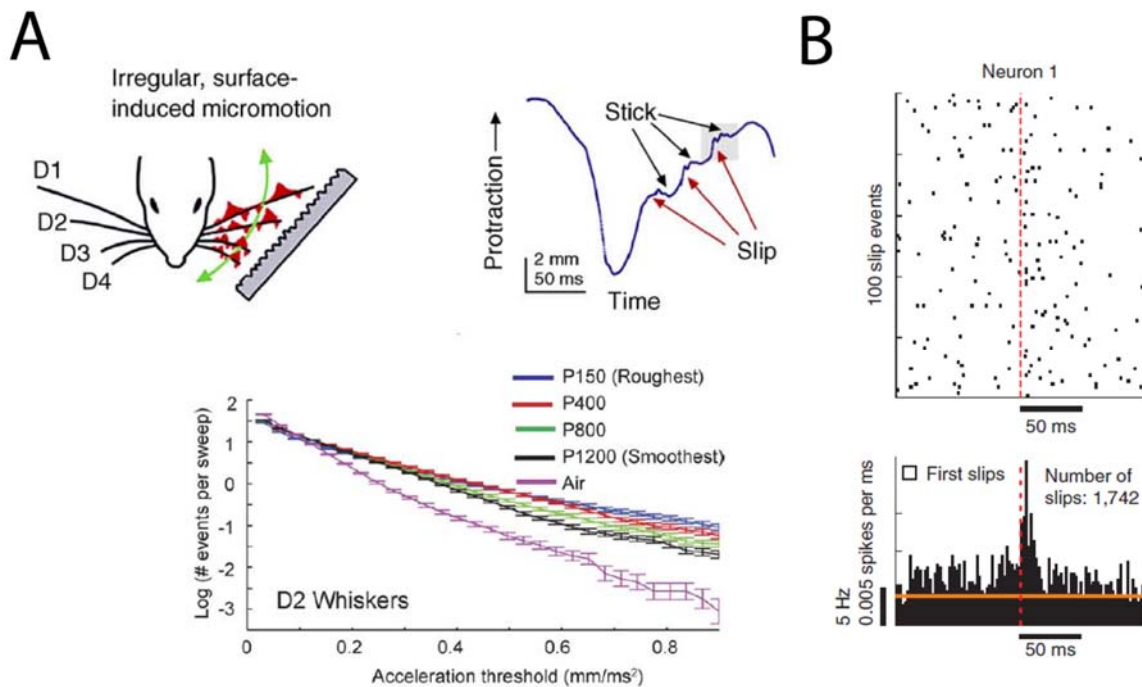 A
Irregular, surface-
induced micromotion
D1
D2
D3
D4
Protraction
Stick
Slip
2 mm
50 ms
Time
Log (# events per sweep)
2
1
0
-1
-2
-3
P150 (Roughest)
P400
P800
P1200 (Smoothest)
Air
D2 Whiskers
0 0.2 0.4 0.6 0.8
Acceleration threshold (mm/ms²)
B
Neuron 1
100 slip events
50 ms
First slips
Number of
slips: 1,742
5 Hz
0.005 spikes per ms
50 ms